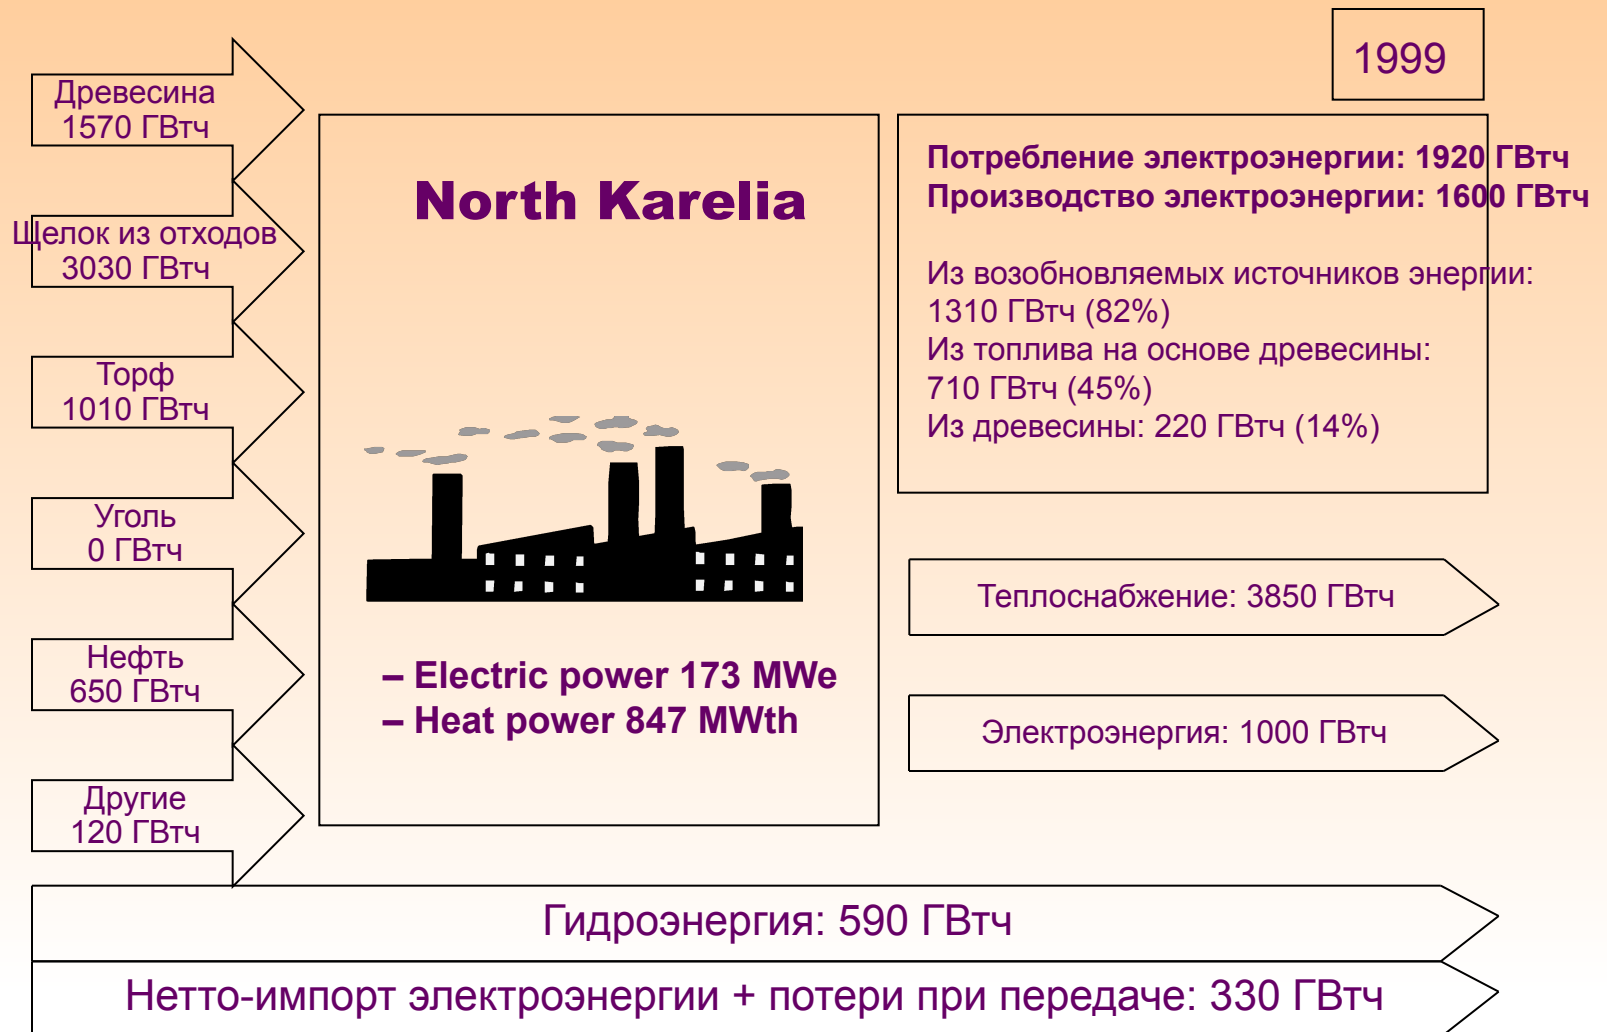 1999
Древесина
1570 ГВтч
Щелок из отходов
3030 ГВтч
Торф
1010 ГВтч
Уголь
0 ГВтч
Нефть
650 ГВтч
Другие
120 ГВтч
North Karelia
– Electric power 173 MWe
– Heat power 847 MWth
Потребление электроэнергии: 1920 ГВтч
Производство электроэнергии: 1600 ГВтч
Из возобновляемых источников энергии:
1310 ГВтч (82%)
Из топлива на основе древесины:
710 ГВтч (45%)
Из древесины: 220 ГВтч (14%)
Теплоснабжение: 3850 ГВтч
Электроэнергия: 1000 ГВтч
Гидроэнергия: 590 ГВтч
Нетто-импорт электроэнергии + потери при передаче: 330 ГВтч